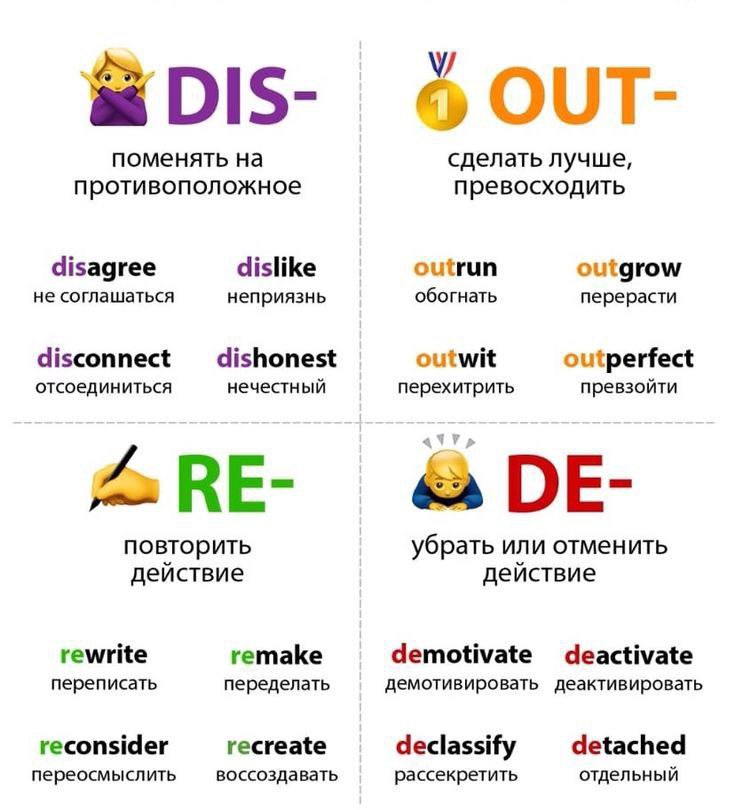 DIS-
поменять на
противоположное
disagree
не соглашаться
dislike
неприязнь
disconnect
отсоединиться
dishonest
нечестный
1
OUT-
сделать лучше,
превосходить
outrun
обогнать
outgrow
перерасти
outwit
перехитрить
outperfect
превзойти
RE-
повторить
действие
rewrite
переписать
remake
переделать
reconsider
переосмыслить
recreate
воссоздавать
DE-
убрать или отменить
действие
demotivate
демотивировать
deactivate
деактивировать
declassify
рассекретить
detached
отдельный